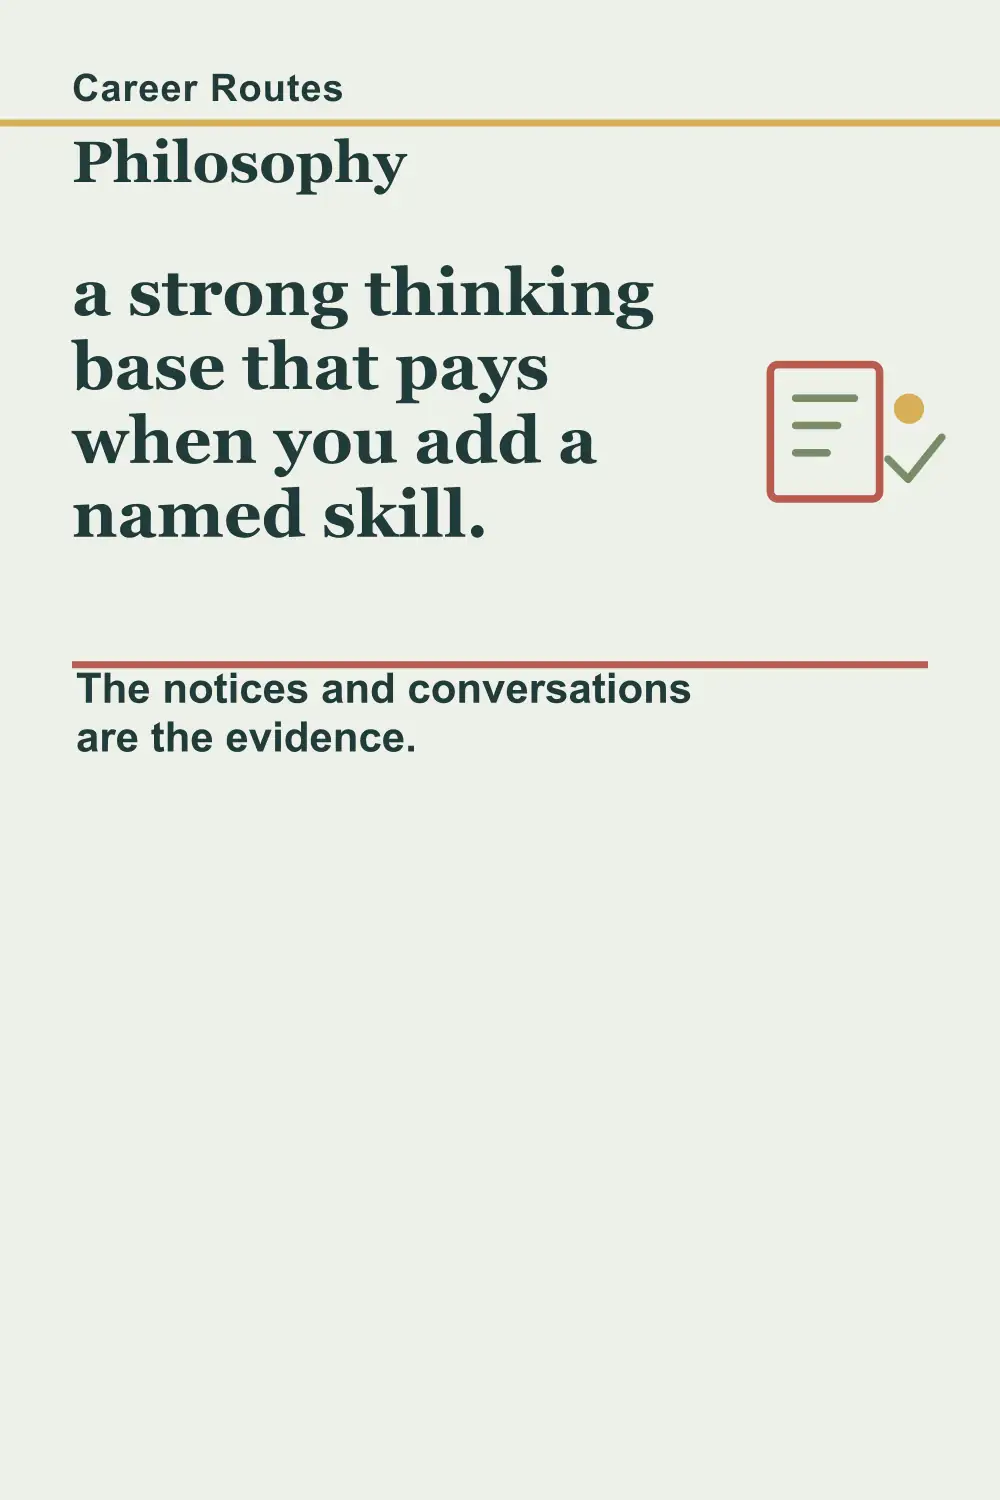 Career Routes
Philosophy
a strong thinking
base that pays
when you add a
named skill.
The notices and conversations
are the evidence.